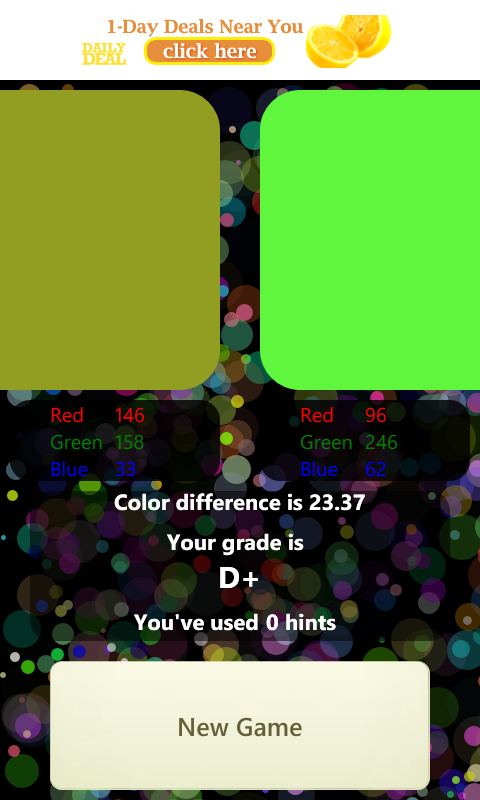 1-Day Deals Near You
DAILY DEAL
click here
Red 146
Green 158
Blue 33
Red 96
Green 246
Blue 62
Color difference is 23.37
Your grade is
D+
You've used 0 hints
New Game